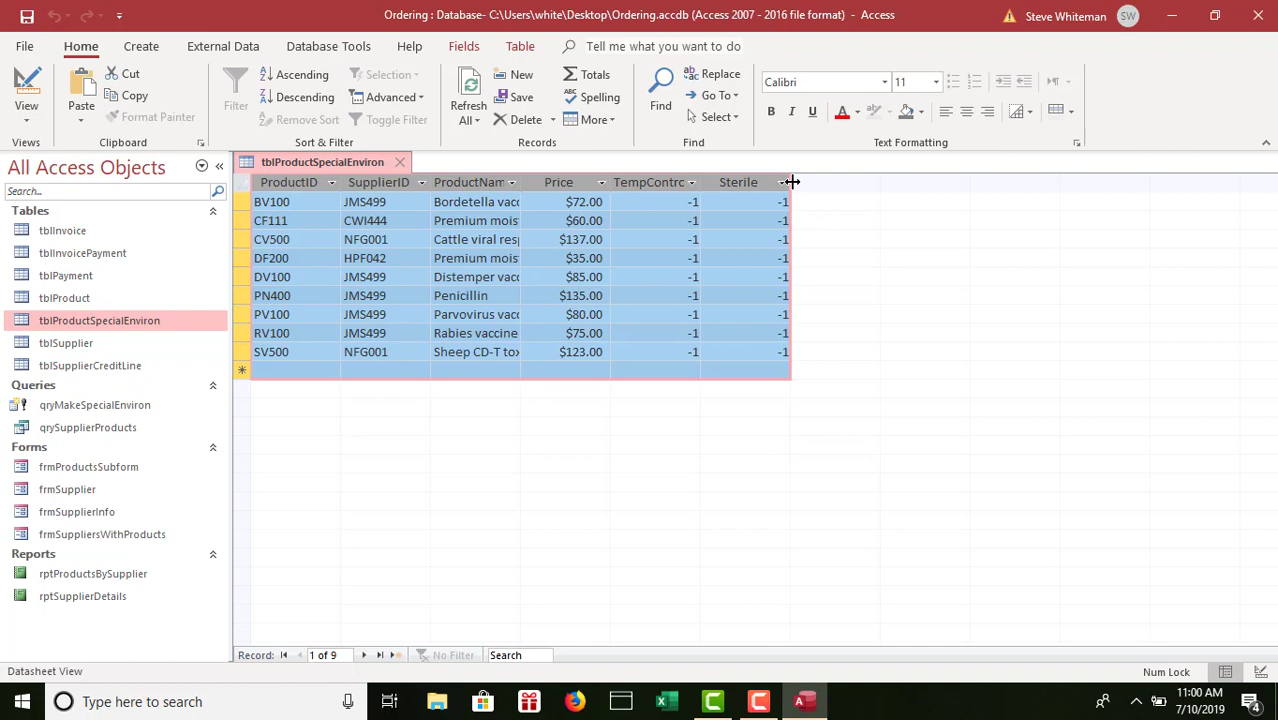 Ordering : Database- C:\Users\white\Desktop\Ordering.accdb (Access 2007 - 2016 file format) - Access
Steve Whiteman
SW
File
Home
Create
External Data
Database Tools
Help
Fields
Table
Tell me what you want to do
View
Views
Paste
Cut
Copy
Format Painter
Clipboard
Filter
Ascending
Descending
Remove Sort
Selection
Advanced
Toggle Filter
Sort & Filter
Refresh
All
New
Save
Delete
Totals
Spelling
More
Records
Find
Replace
Go To
Select
Find
Calibri
11
B I U A
Text Formatting
All Access Objects
Search...
Tables
tblInvoice
tblInvoicePayment
tblPayment
tblProduct
tblProductSpecialEnviron
tblSupplier
tblSupplierCreditLine
Queries
qryMakeSpecialEnviron
qrySupplierProducts
Forms
frmProductsSubform
frmSupplier
frmSupplierInfo
frmSuppliersWithProducts
Reports
rptProductsBySupplier
rptSupplierDetails
tblProductSpecialEnviron
ProductID SupplierID ProductNam Price TempContrc Sterile
BV100 JMS499 Bordetella vacc $72.00 -1 -1
CF111 CWI444 Premium mois $60.00 -1 -1
CV500 NFG001 Cattle viral resp $137.00 -1 -1
DF200 HPF042 Premium mois $35.00 -1 -1
DV100 JMS499 Distemper vacc $85.00 -1 -1
PN400 JMS499 Penicillin $135.00 -1 -1
PV100 JMS499 Parvovirus vacc $80.00 -1 -1
RV100 JMS499 Rabies vaccine $75.00 -1 -1
SV500 NFG001 Sheep CD-T tox $123.00 -1 -1
Record: 1 of 9 No Filter Search
Datasheet View
Num Lock
Type here to search
11:00 AM
7/10/2019
4